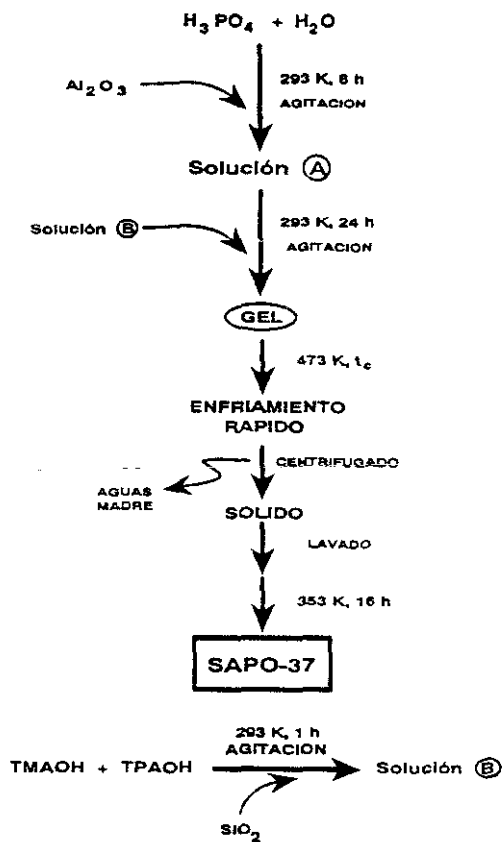 H3PO4 + H2O
Al2O3
293 K, 8 h
AGITACION
Solución Ⓐ
Solución Ⓑ
293 K, 24 h
AGITACION
GEL
473 K, tc
ENFRIAMIENTO
RAPIDO
CENTRIFUGADO
AGUAS
MADRE
SOLIDO
LAVADO
353 K, 16 h
SAPO-37
293 K, 1 h
AGITACION
TMAOH + TPAOH
Solución Ⓑ
SiO2